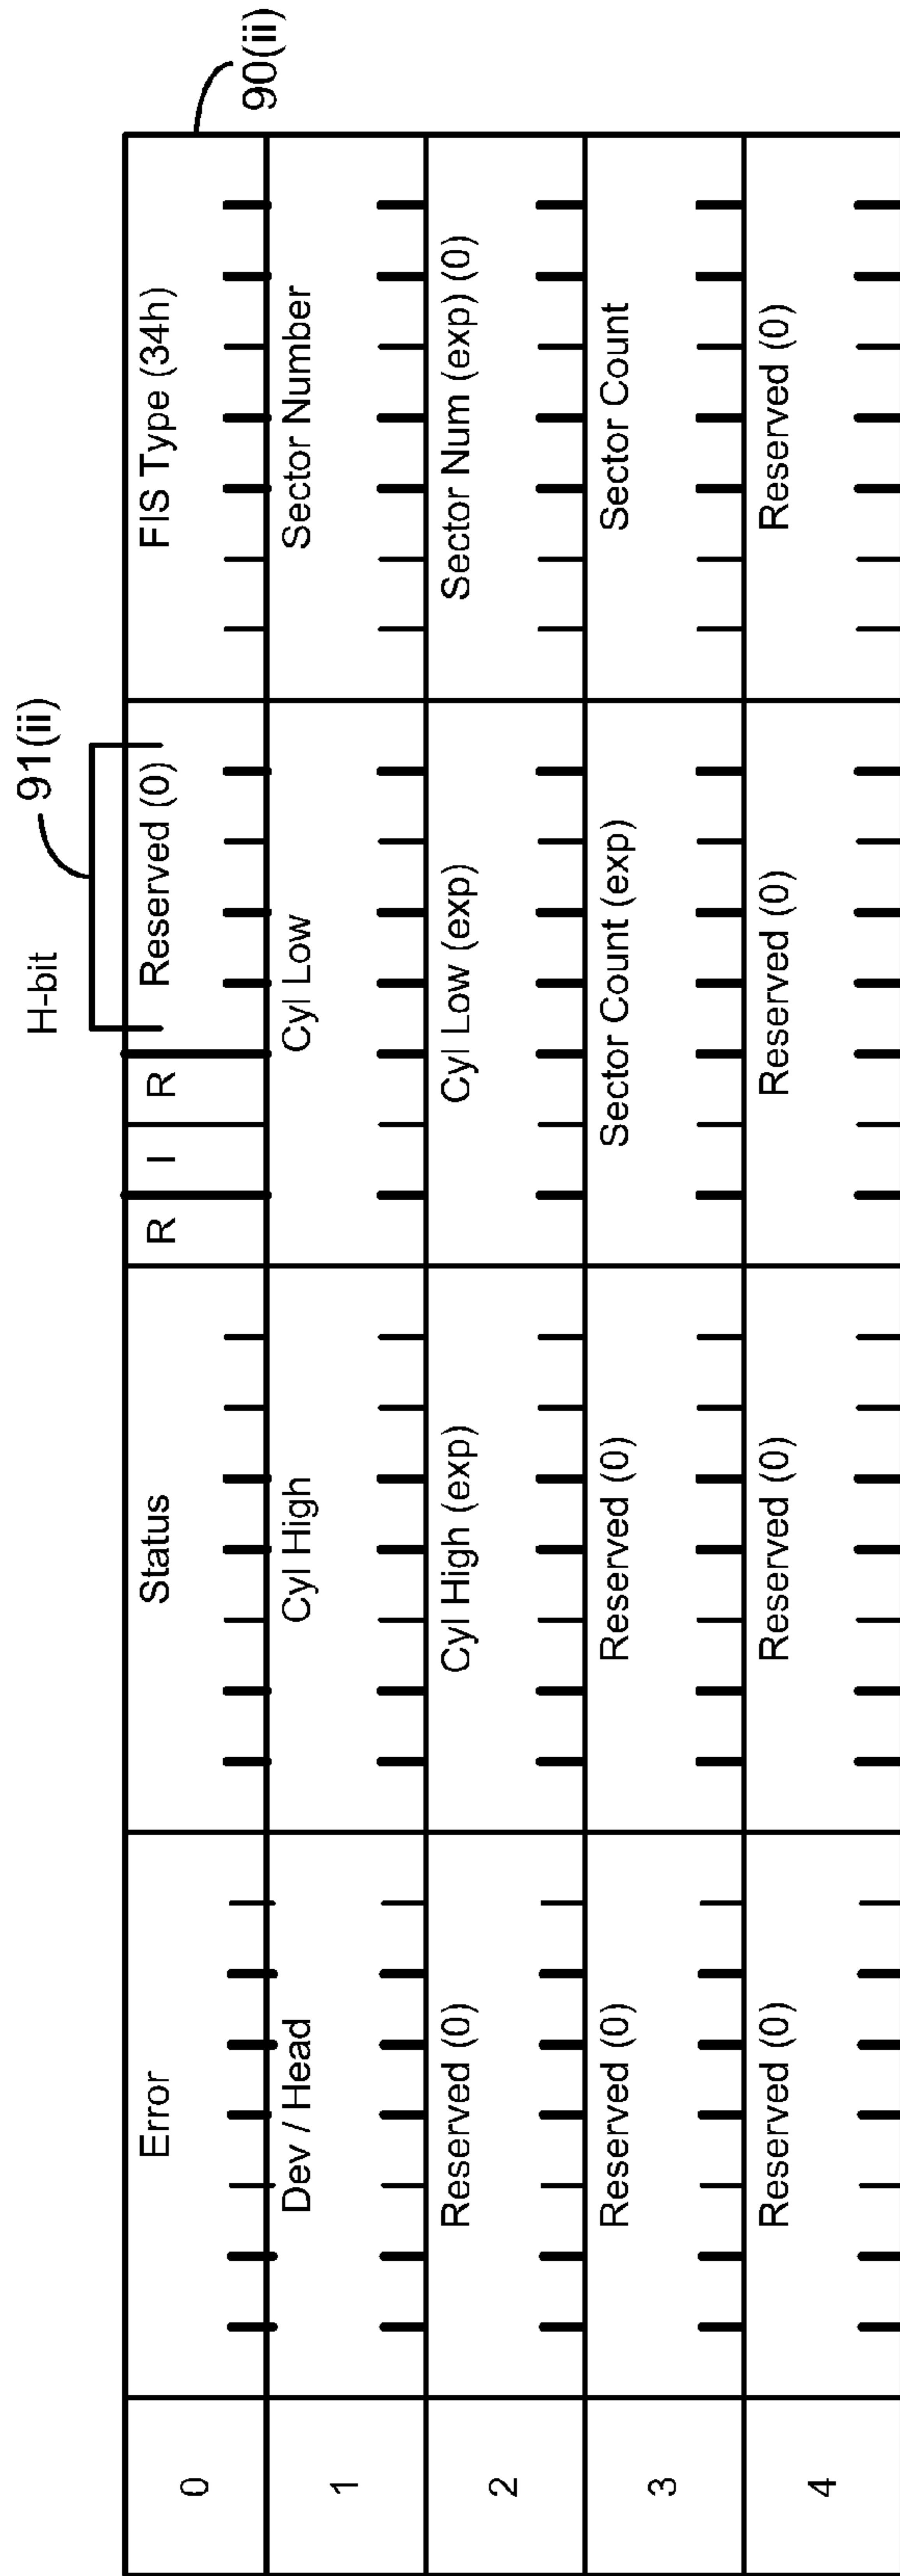 H-bit 91(ii)
90(ii)
0 Error Status R I R Reserved (0) FIS Type (34h)
1 Dev / Head Cyl High Cyl Low Sector Number
2 Reserved (0) Cyl High (exp) Cyl Low (exp) Sector Num (exp) (0)
3 Reserved (0) Reserved (0) Sector Count (exp) Sector Count
4 Reserved (0) Reserved (0) Reserved (0) Reserved (0)